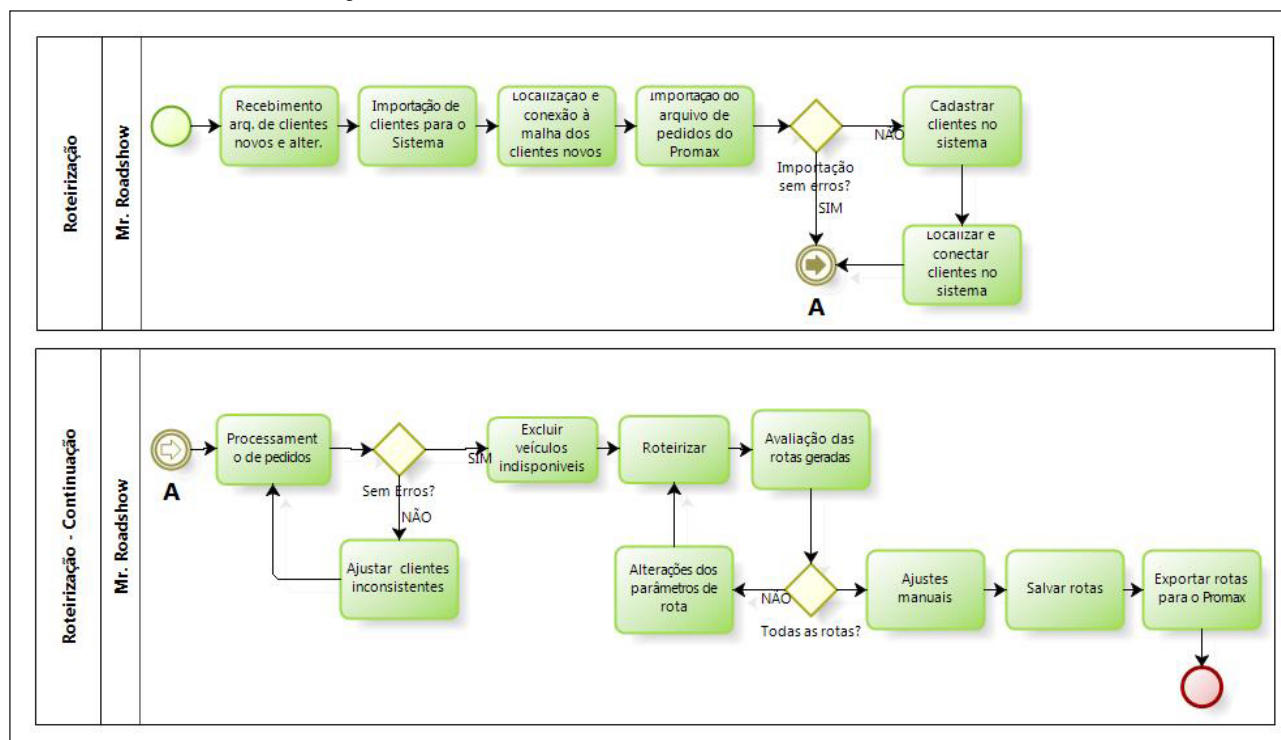 Roteirização
Mr. Roadshow
Recebimento
arq. de clientes
novos e alter.
Importação de
clientes para o
Sistema
Localização e
conexão à
malha dos
clientes novos
Importação do
arquivo de
pedidos do
Promax
Importação
sem erros?
NÃO
SIM
Cadastrar
clientes no
sistema
Localizar e
conectar
clientes no
sistema
A
Roteirização - Continuação
Mr. Roadshow
A
Processament
o de pedidos
Sem Erros?
SIM
NÃO
Ajustar clientes
inconsistentes
Excluir
veículos
indisponiveis
Roteirizar
Avaliação das
rotas geradas
Alterações dos
parâmetros de
rota
NÃO
Todas as rotas?
Ajustes
manuais
Salvar rotas
Exportar rotas
para o Promax